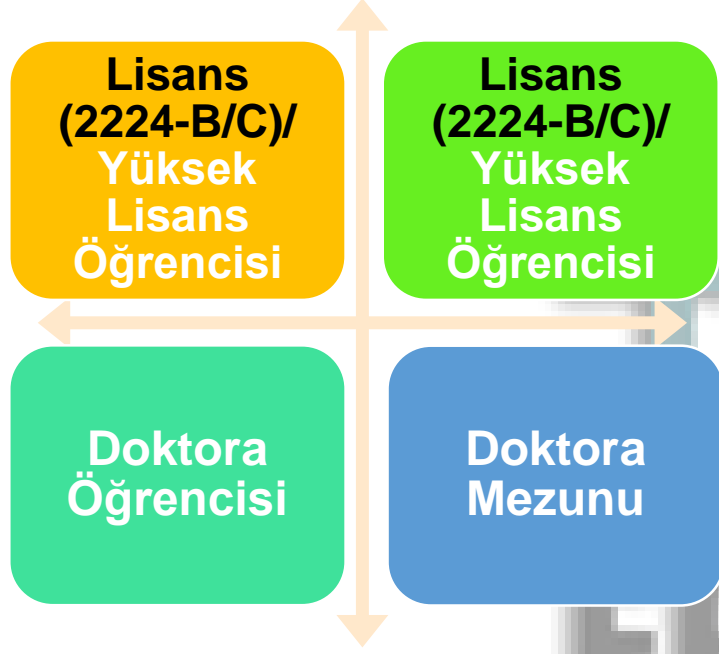 Lisans
(2224-B/C)/
Yüksek
Lisans
Öğrencisi
Lisans
(2224-B/C)/
Yüksek
Lisans
Öğrencisi
Doktora
Öğrencisi
Doktora
Mezunu